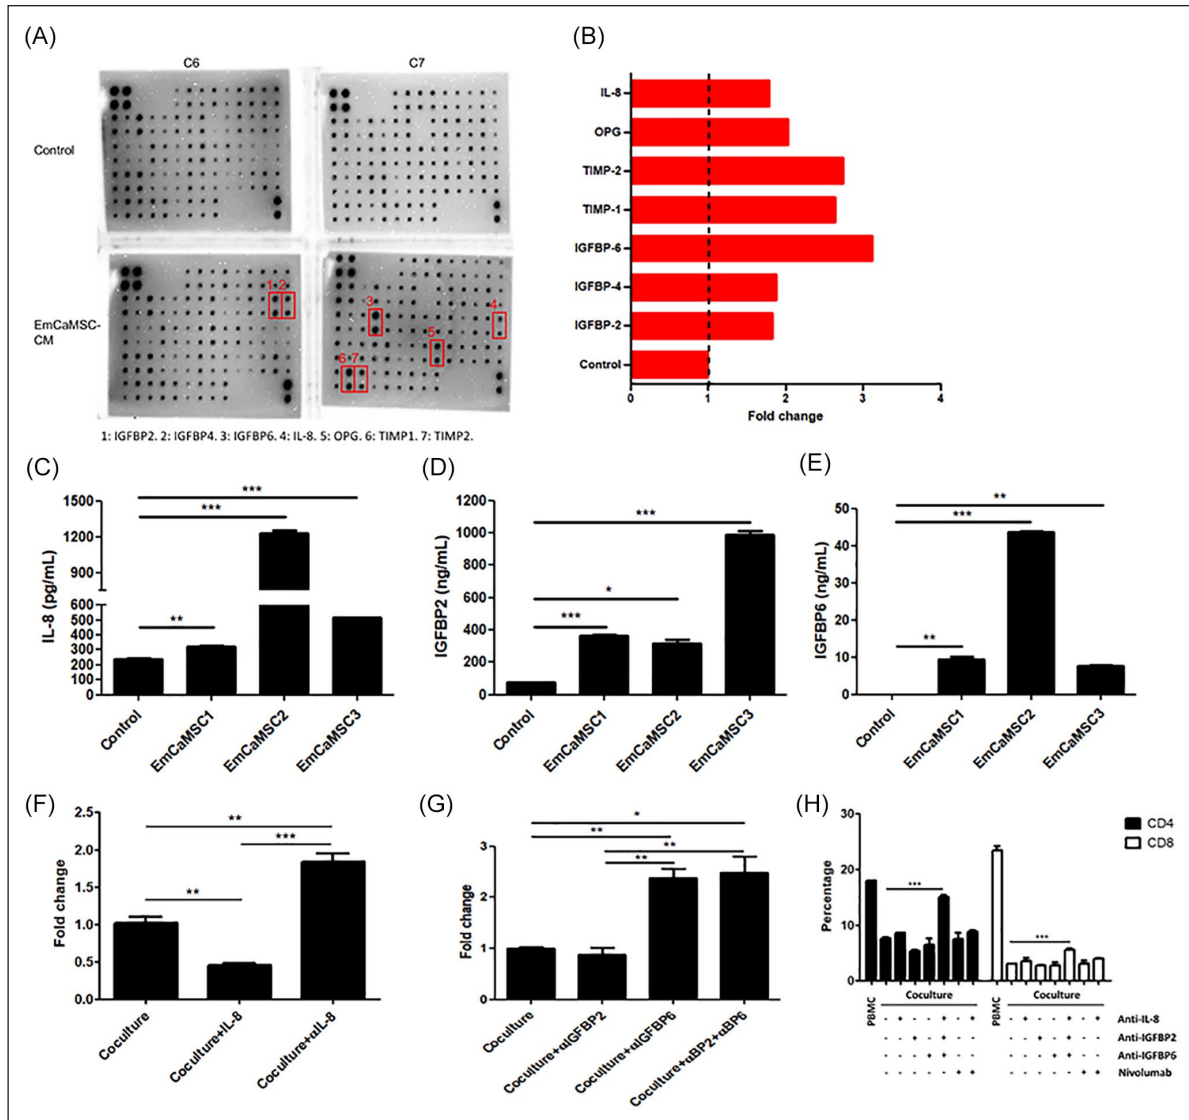 (A)
C6 C7
Control
EmCaMSC-
CM
1 2
3
4
5
6 7
1: IGFBP2. 2: IGFBP4. 3: IGFBP6. 4: IL-8. 5: OPG. 6: TIMP1. 7: TIMP2.
(B)
IL-8
OPG
TIMP-2
TIMP-1
IGFBP-6
IGFBP-4
IGFBP-2
Control
0 1 2 3 4
Fold change
(C)
IL-8 (pg/mL)
1500
1200
900
600
500
400
300
200
100
0
***
***
**
Control EmCaMSC1 EmCaMSC2 EmCaMSC3
(D)
IGFBP2 (ng/mL)
1200
1000
800
600
400
200
0
***
*
***
Control EmCaMSC1 EmCaMSC2 EmCaMSC3
(E)
IGFBP6 (ng/mL)
50
40
30
20
10
0
**
***
**
Control EmCaMSC1 EmCaMSC2 EmCaMSC3
(F)
Fold change
2.5
2.0
1.5
1.0
0.5
0.0
**
***
**
Coculture Coculture+IL-8 Coculture+αIL-8
(G)
Fold change
3
2
1
0
*
**
**
**
Coculture Coculture+αIGFBP2 Coculture+αIGFBP6 Coculture+αBP2+αBP6
(H)
CD4
CD8
Percentage
30
20
10
0
***
***
PBMC Coculture PBMC Coculture
- + - - + - + - + - - + - + Anti-IL-8
- - + - + - - - - + - + - - Anti-IGFBP2
- - - + + - - - - - + + - - Anti-IGFBP6
- - - - - + + - - - - - + + Nivolumab